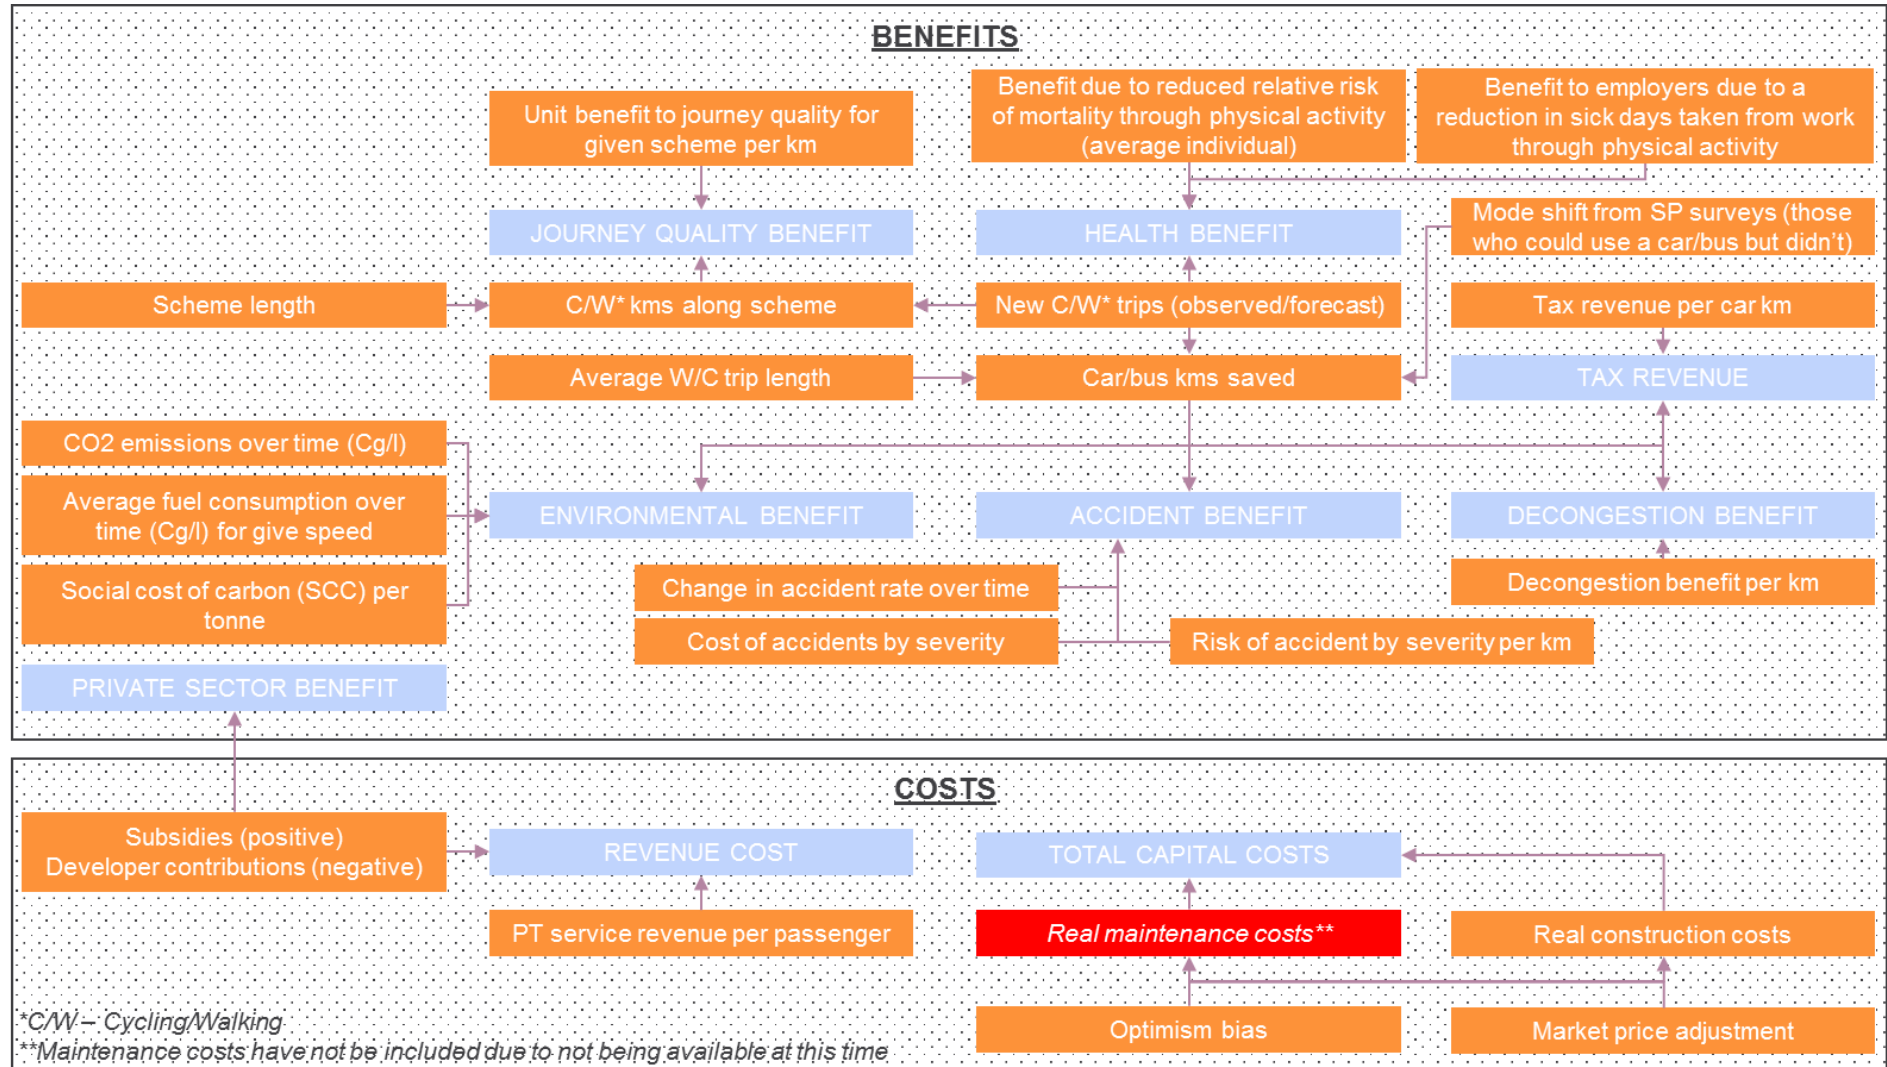 BENEFITS
Unit benefit to journey quality for
given scheme per km
Benefit due to reduced relative risk
of mortality through physical activity
(average individual)
Benefit to employers due to a
reduction in sick days taken from work
through physical activity
JOURNEY QUALITY BENEFIT
HEALTH BENEFIT
Mode shift from SP surveys (those
who could use a car/bus but didn't)
Scheme length
C/W* kms along scheme
New C/W* trips (observed/forecast)
Tax revenue per car km
Average W/C trip length
Car/bus kms saved
TAX REVENUE
CO2 emissions over time (Cg/l)
Average fuel consumption over
time (Cg/l) for give speed
ENVIRONMENTAL BENEFIT
ACCIDENT BENEFIT
DECONGESTION BENEFIT
Social cost of carbon (SCC) per
tonne
Change in accident rate over time
Decongestion benefit per km
Cost of accidents by severity
Risk of accident by severity per km
PRIVATE SECTOR BENEFIT
COSTS
Subsidies (positive)
Developer contributions (negative)
REVENUE COST
TOTAL CAPITAL COSTS
PT service revenue per passenger
Real maintenance costs**
Real construction costs
Optimism bias
Market price adjustment
*C/W – Cycling/Walking
**Maintenance costs have not be included due to not being available at this time